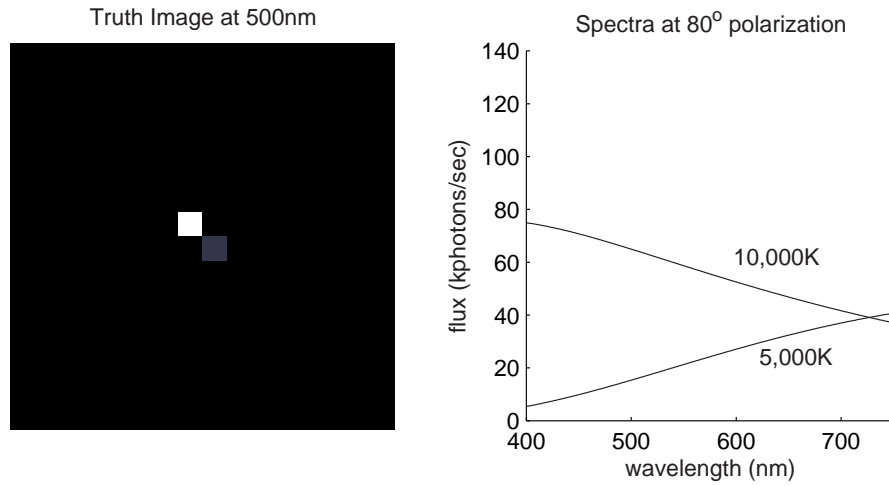 Truth Image at 500nm
Spectra at 80o polarization
140
120
100
80
60
40
20
0
flux (kphotons/sec)
10,000K
5,000K
400
500
600
700
wavelength (nm)